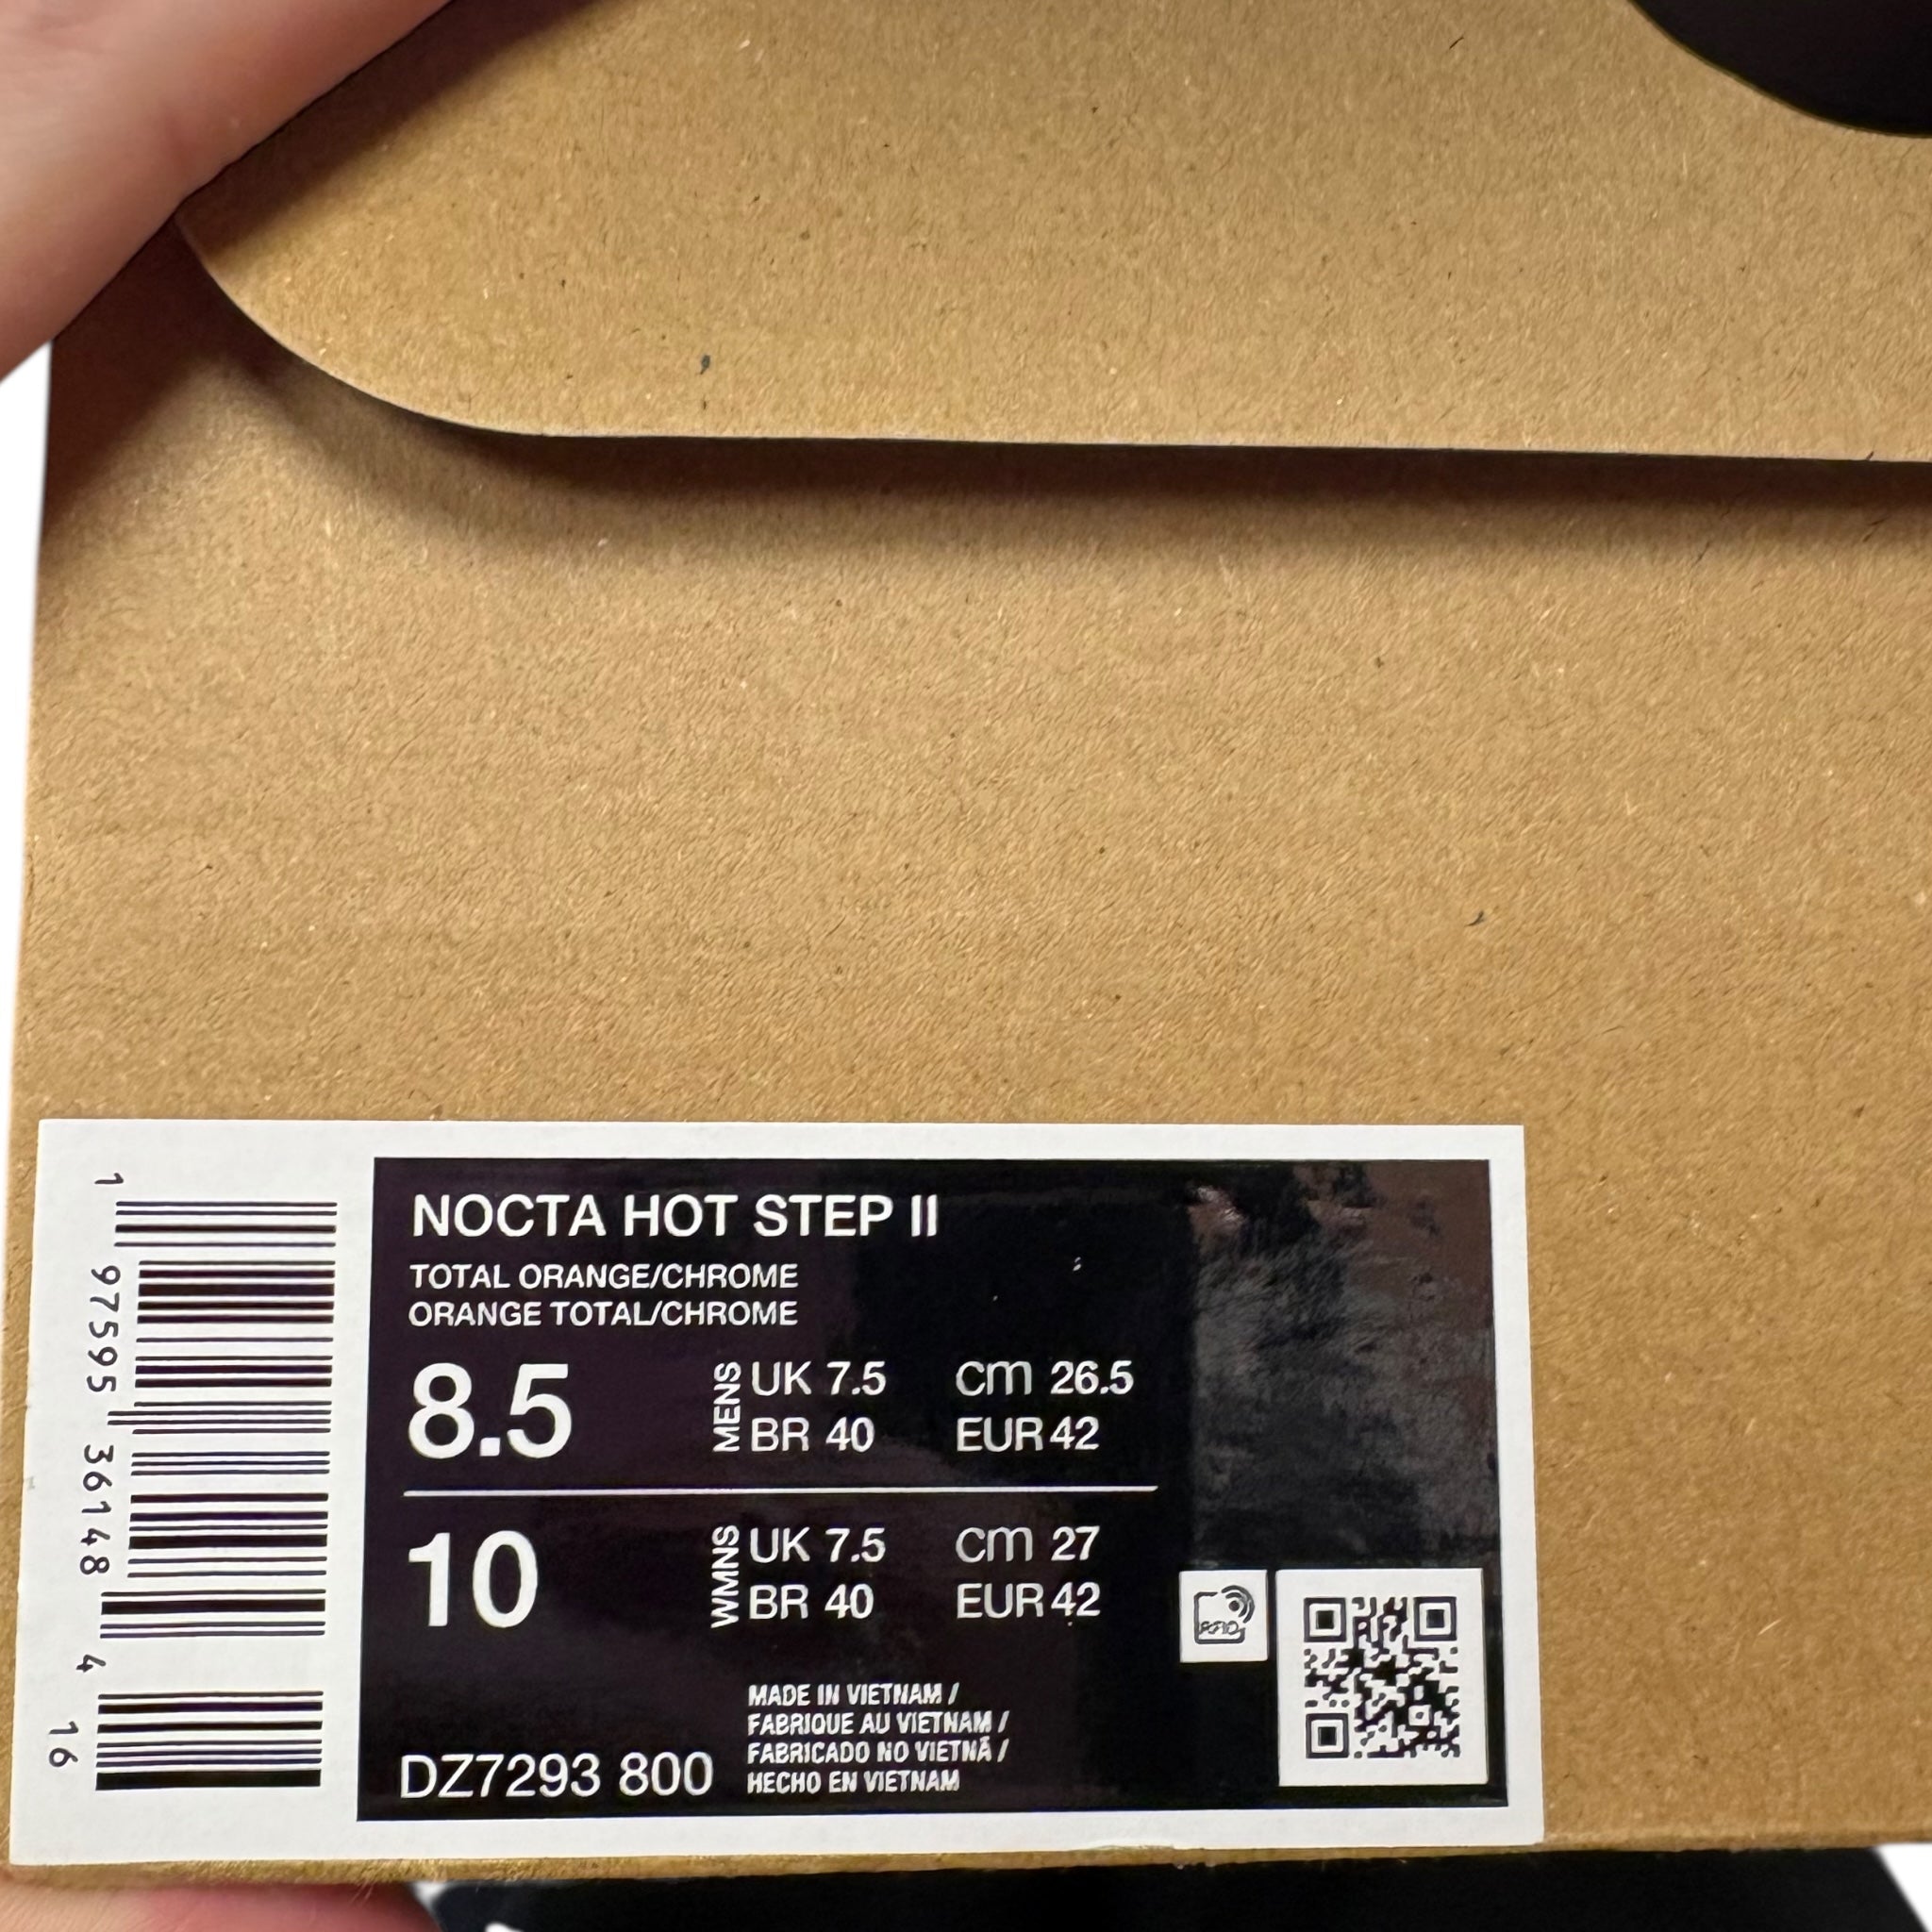 1 97595 36148 4 16
NOCTA HOT STEP II
TOTAL ORANGE/CHROME
ORANGE TOTAL/CHROME
8.5 MENS UK 7.5 cm 26.5
BR 40 EUR 42
10 WMNS UK 7.5 cm 27
BR 40 EUR 42
RFID
MADE IN VIETNAM /
FABRIQUE AU VIETNAM /
FABRICADO NO VIETNÃ /
HECHO EN VIETNAM
DZ7293 800